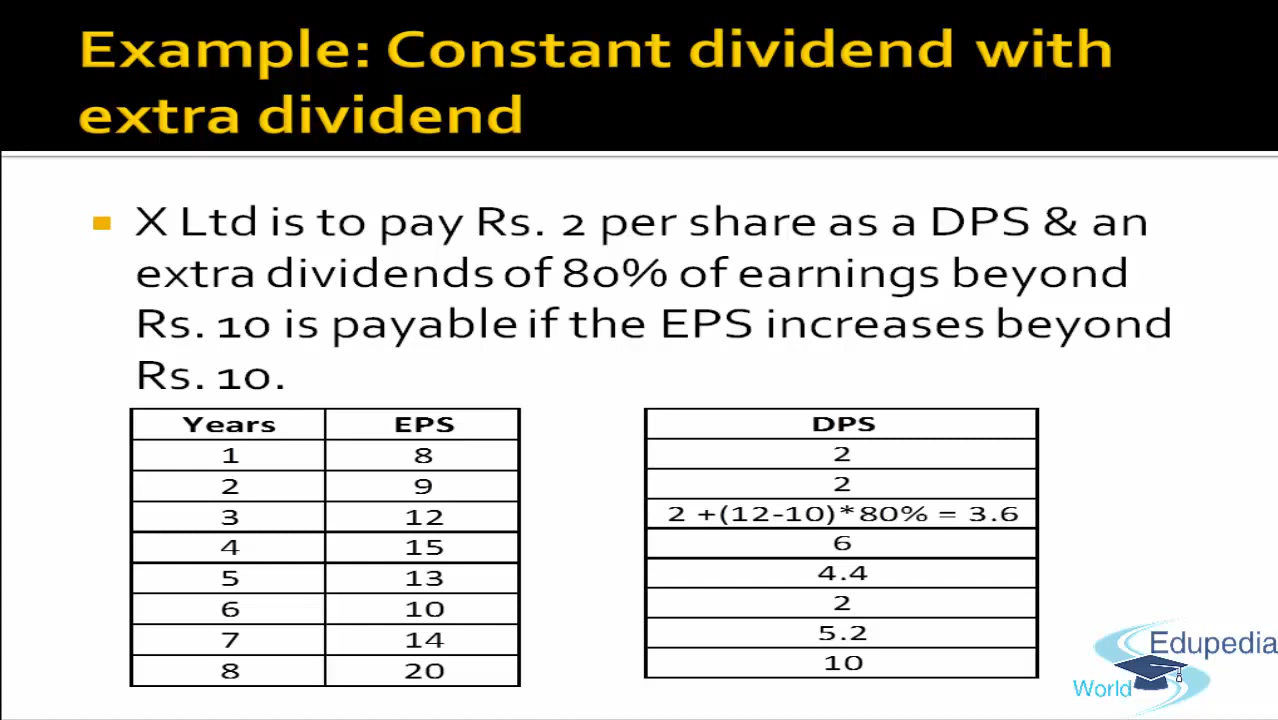 Example: Constant dividend with
extra dividend
X Ltd is to pay Rs. 2 per share as a DPS & an
extra dividends of 80% of earnings beyond
Rs. 10 is payable if the EPS increases beyond
Rs. 10.
Years EPS
1 8
2 9
3 12
4 15
5 13
6 10
7 14
8 20
DPS
2
2
2 +(12-10)*80% = 3.6
6
4.4
2
5.2
10
Edupedia
World